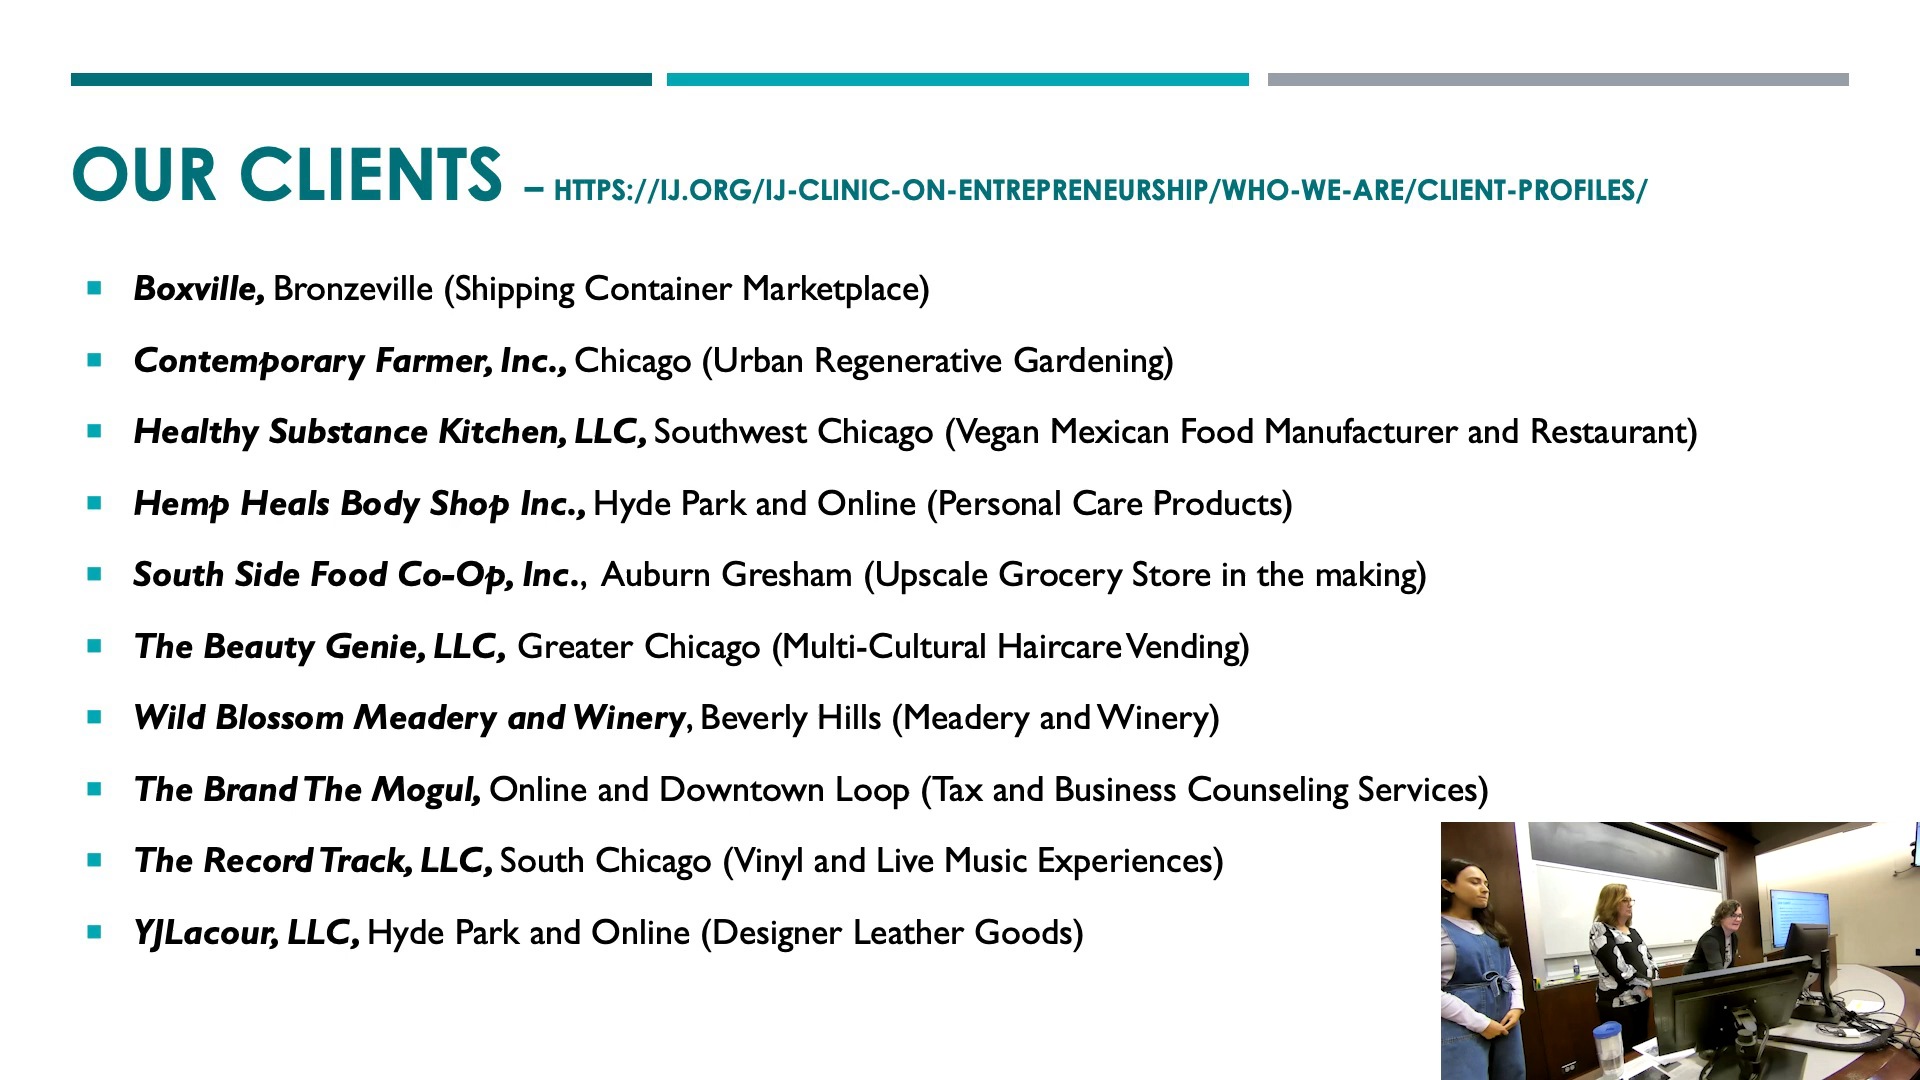 OUR CLIENTS – HTTPS://IJ.ORG/IJ-CLINIC-ON-ENTREPRENEURSHIP/WHO-WE-ARE/CLIENT-PROFILES/
Boxville, Bronzeville (Shipping Container Marketplace)
Contemporary Farmer, Inc., Chicago (Urban Regenerative Gardening)
Healthy Substance Kitchen, LLC, Southwest Chicago (Vegan Mexican Food Manufacturer and Restaurant)
Hemp Heals Body Shop Inc., Hyde Park and Online (Personal Care Products)
South Side Food Co-Op, Inc., Auburn Gresham (Upscale Grocery Store in the making)
The Beauty Genie, LLC, Greater Chicago (Multi-Cultural Haircare Vending)
Wild Blossom Meadery and Winery, Beverly Hills (Meadery and Winery)
The Brand The Mogul, Online and Downtown Loop (Tax and Business Counseling Services)
The Record Track, LLC, South Chicago (Vinyl and Live Music Experiences)
YJLacour, LLC, Hyde Park and Online (Designer Leather Goods)